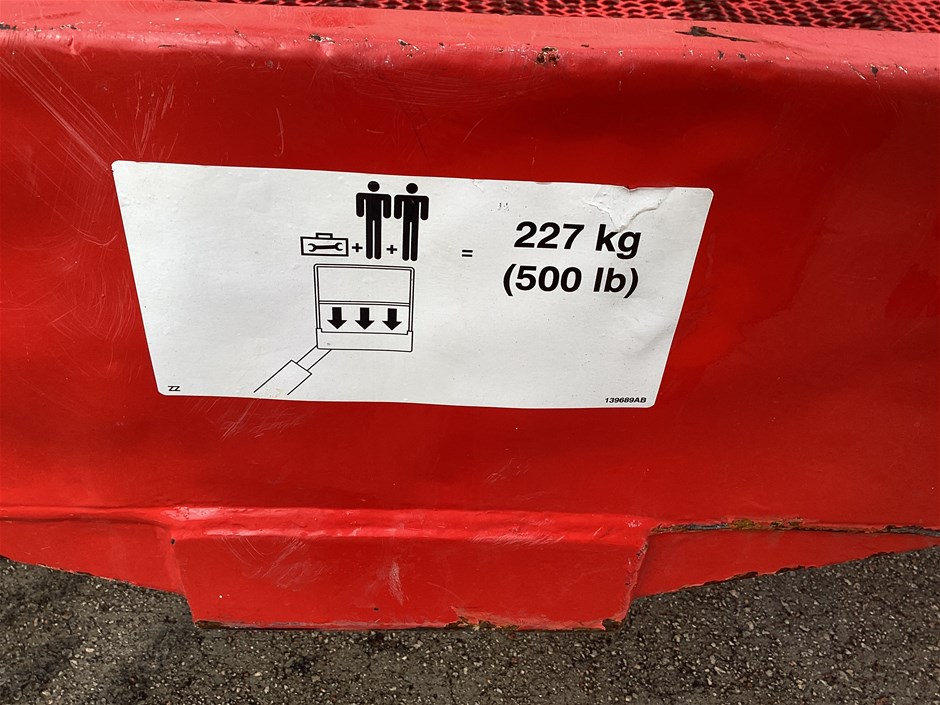 + + = 227 kg
(500 lb)
ZZ
139689AB